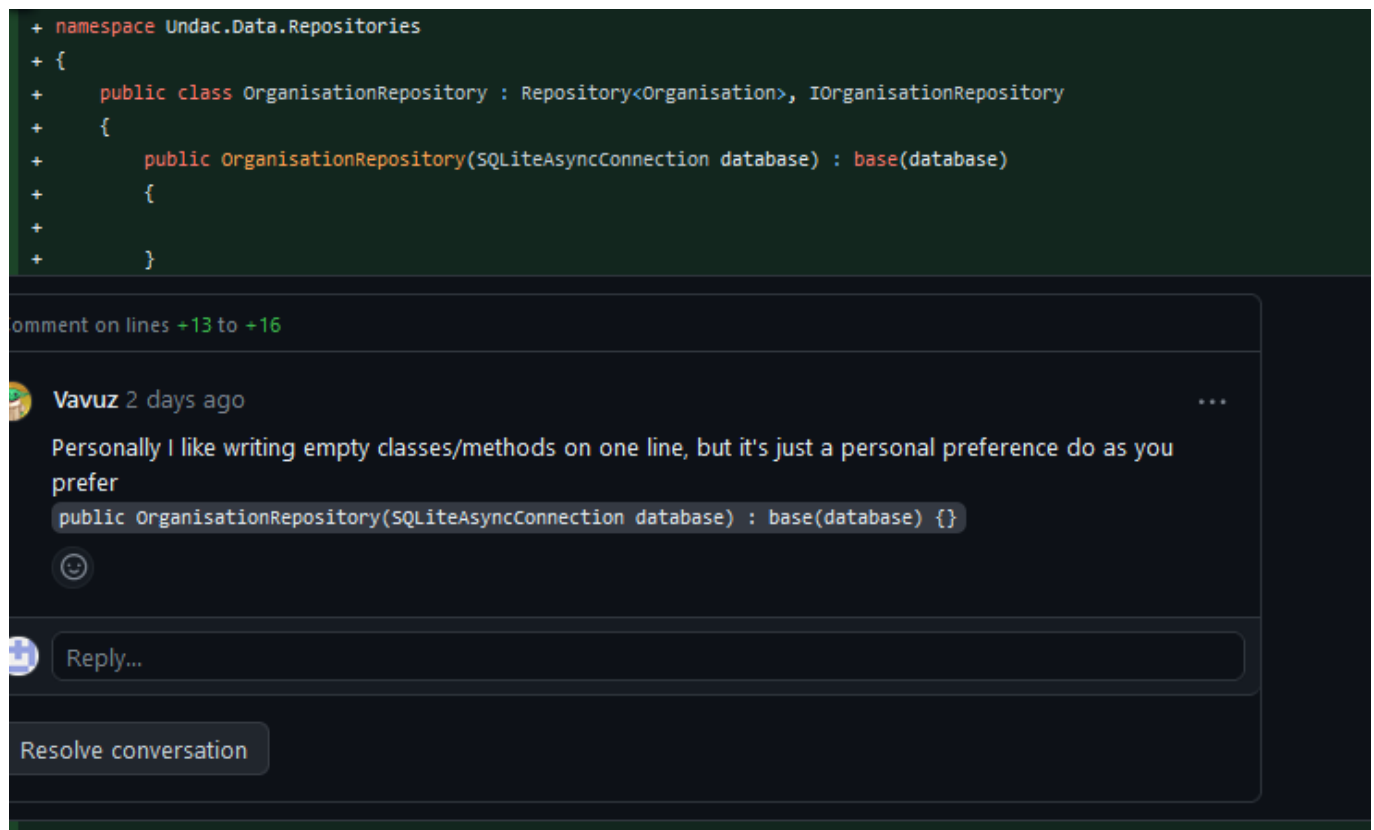 + namespace Undac.Data.Repositories
+ {
+     public class OrganisationRepository : Repository<Organisation>, IOrganisationRepository
+     {
+         public OrganisationRepository(SQLiteAsyncConnection database) : base(database)
+         {
+
+         }
omment on lines +13 to +16
Vavuz 2 days ago
...
Personally I like writing empty classes/methods on one line, but it's just a personal preference do as you
prefer
public OrganisationRepository(SQLiteAsyncConnection database) : base(database) {}
Reply...
Resolve conversation